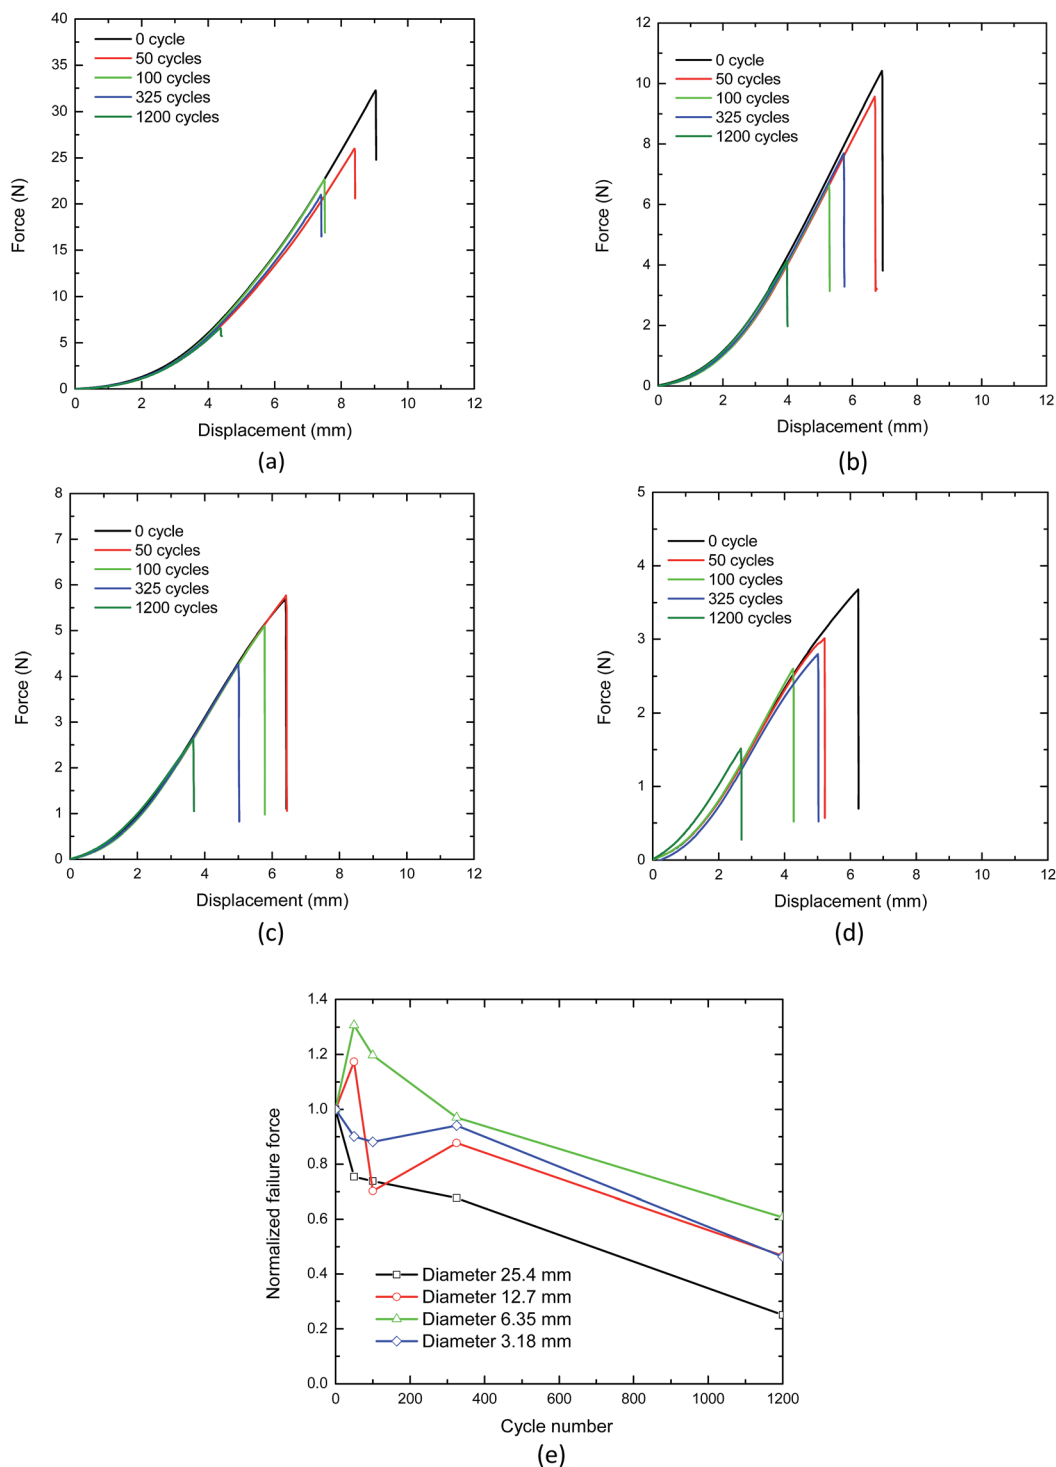 40
35
30
25
20
15
10
5
0
Force (N)
0 cycle
50 cycles
100 cycles
325 cycles
1200 cycles
0 2 4 6 8 10 12
Displacement (mm)
(a)
12
10
8
6
4
2
0
Force (N)
0 cycle
50 cycles
100 cycles
325 cycles
1200 cycles
0 2 4 6 8 10 12
Displacement (mm)
(b)
8
7
6
5
4
3
2
1
0
Force (N)
0 cycle
50 cycles
100 cycles
325 cycles
1200 cycles
0 2 4 6 8 10 12
Displacement (mm)
(c)
5
4
3
2
1
0
Force (N)
0 cycle
50 cycles
100 cycles
325 cycles
1200 cycles
0 2 4 6 8 10 12
Displacement (mm)
(d)
1.4
1.2
1.0
0.8
0.6
0.4
0.2
0.0
Normalized failure force
Diameter 25.4 mm
Diameter 12.7 mm
Diameter 6.35 mm
Diameter 3.18 mm
0 200 400 600 800 1000 1200
Cycle number
(e)